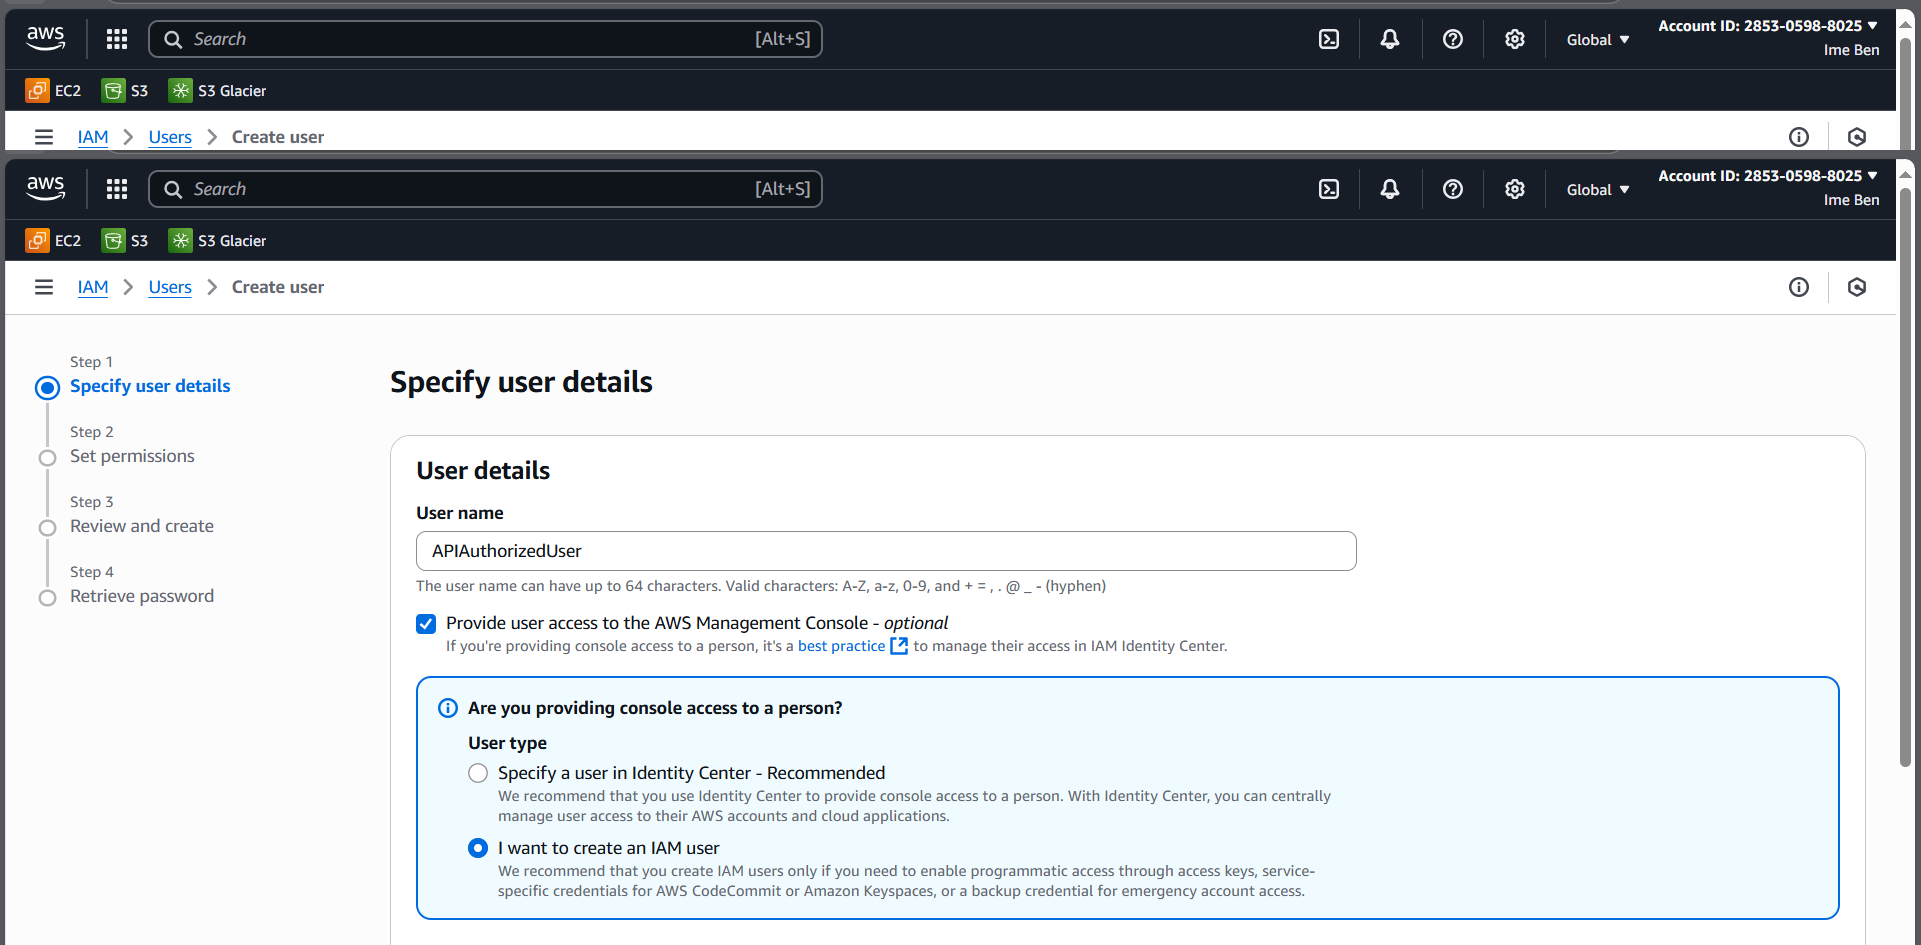 aws
Search [Alt+S]
Global
Account ID: 2853-0598-8025
Ime Ben
EC2 S3 S3 Glacier
IAM Users Create user
aws
Search [Alt+S]
Global
Account ID: 2853-0598-8025
Ime Ben
EC2 S3 S3 Glacier
IAM Users Create user
Step 1
Specify user details
Step 2
Set permissions
Step 3
Review and create
Step 4
Retrieve password
Specify user details
User details
User name
APIAuthorizedUser
The user name can have up to 64 characters. Valid characters: A-Z, a-z, 0-9, and + = , . @ _ - (hyphen)
Provide user access to the AWS Management Console - optional
If you're providing console access to a person, it's a best practice to manage their access in IAM Identity Center.
Are you providing console access to a person?
User type
Specify a user in Identity Center - Recommended
We recommend that you use Identity Center to provide console access to a person. With Identity Center, you can centrally
manage user access to their AWS accounts and cloud applications.
I want to create an IAM user
We recommend that you create IAM users only if you need to enable programmatic access through access keys, service-
specific credentials for AWS CodeCommit or Amazon Keyspaces, or a backup credential for emergency account access.